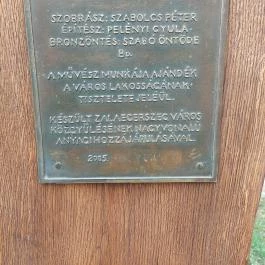 SZOBRÁSZ: SZABOLCS PÉTER
ÉPÍTÉSZ: PELÉNYI GYULA
BRONZÖNTÉS: SZABÓ ÖNTÖDE
Bp.
A MŰVÉSZ MUNKÁJA AJÁNDÉK
A VÁROS LAKOSSÁGÁNAK
TISZTELETE JELÉÜL.
KÉSZÜLT ZALAEGERSZEG VÁROS
KÖZGYŰLÉSÉNEK NAGYVONALÚ
ANYAGI HOZZÁJÁRULÁSÁVAL.
2005.